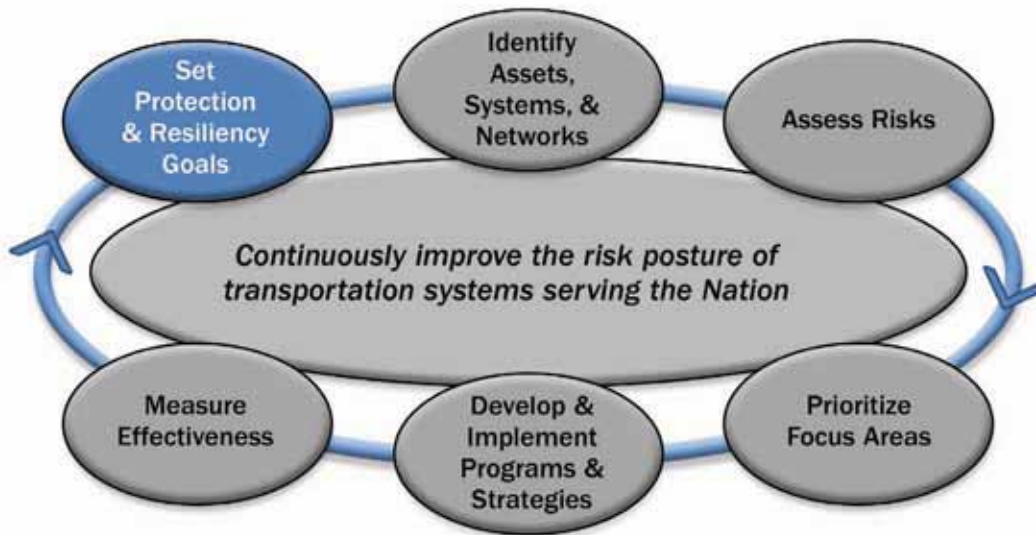 Set
Protection
& Resiliency
Goals
Identify
Assets,
Systems, &
Networks
Assess Risks
Continuously improve the risk posture of
transportation systems serving the Nation
Measure
Effectiveness
Develop &
Implement
Programs &
Strategies
Prioritize
Focus Areas